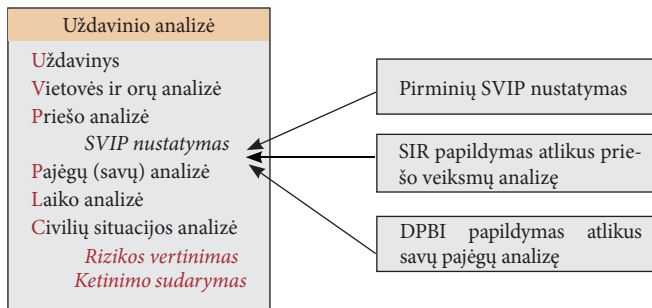 Uždavinio analizė
Uždavinys
Vietovės ir orų analizė
Priešo analizė
SVIP nustatymas
Pajėgų (savų) analizė
Laiko analizė
Civilių situacijos analizė
Rizikos vertinimas
Ketinimo sudarymas
Pirminių SVIP nustatymas
SIR papildymas atlikus prie-
šo veiksmų analizę
DPBI papildymas atlikus
savų pajėgų analizę